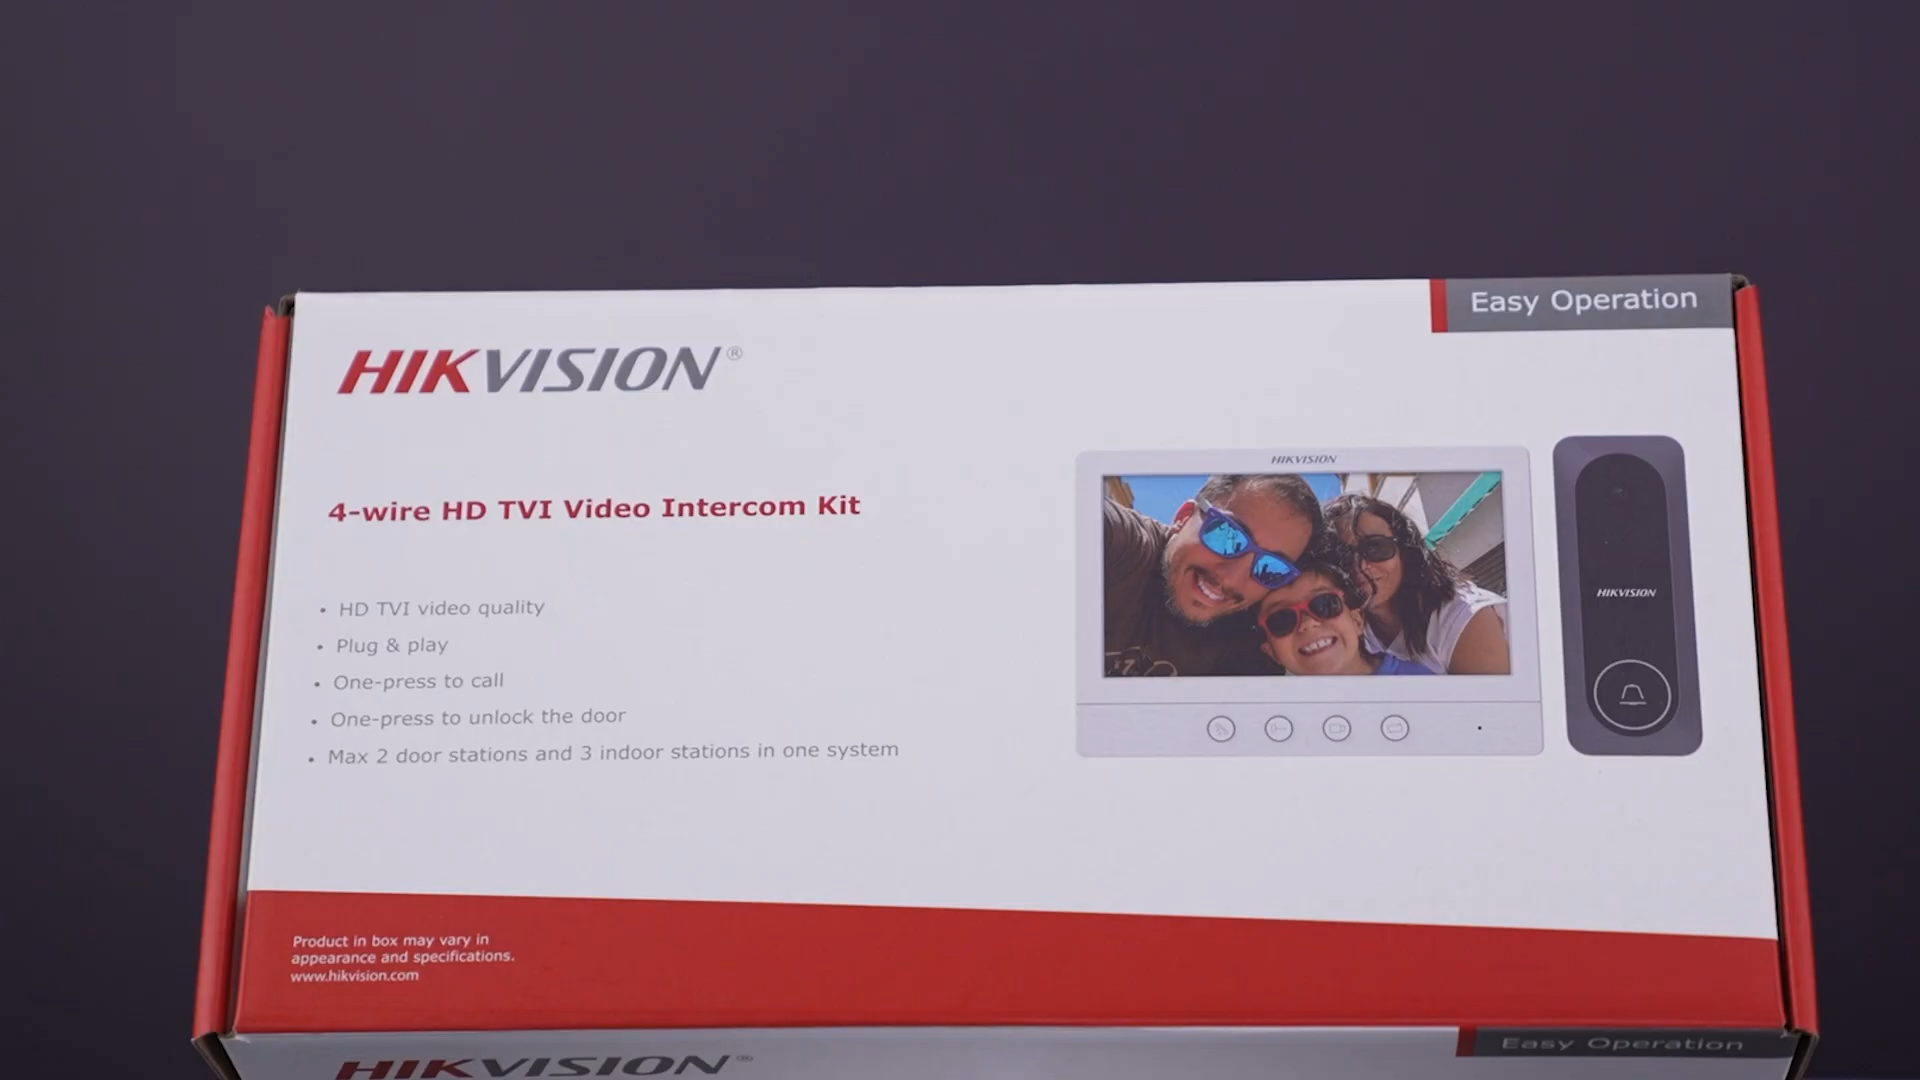 Easy Operation
HIKVISION®
4-wire HD TVI Video Intercom Kit
• HD TVI video quality
• Plug & play
• One-press to call
• One-press to unlock the door
• Max 2 door stations and 3 indoor stations in one system
HIKVISION
HIKVISION
Product in box may vary in
appearance and specifications.
www.hikvision.com
Easy Operation
HIKVISION®